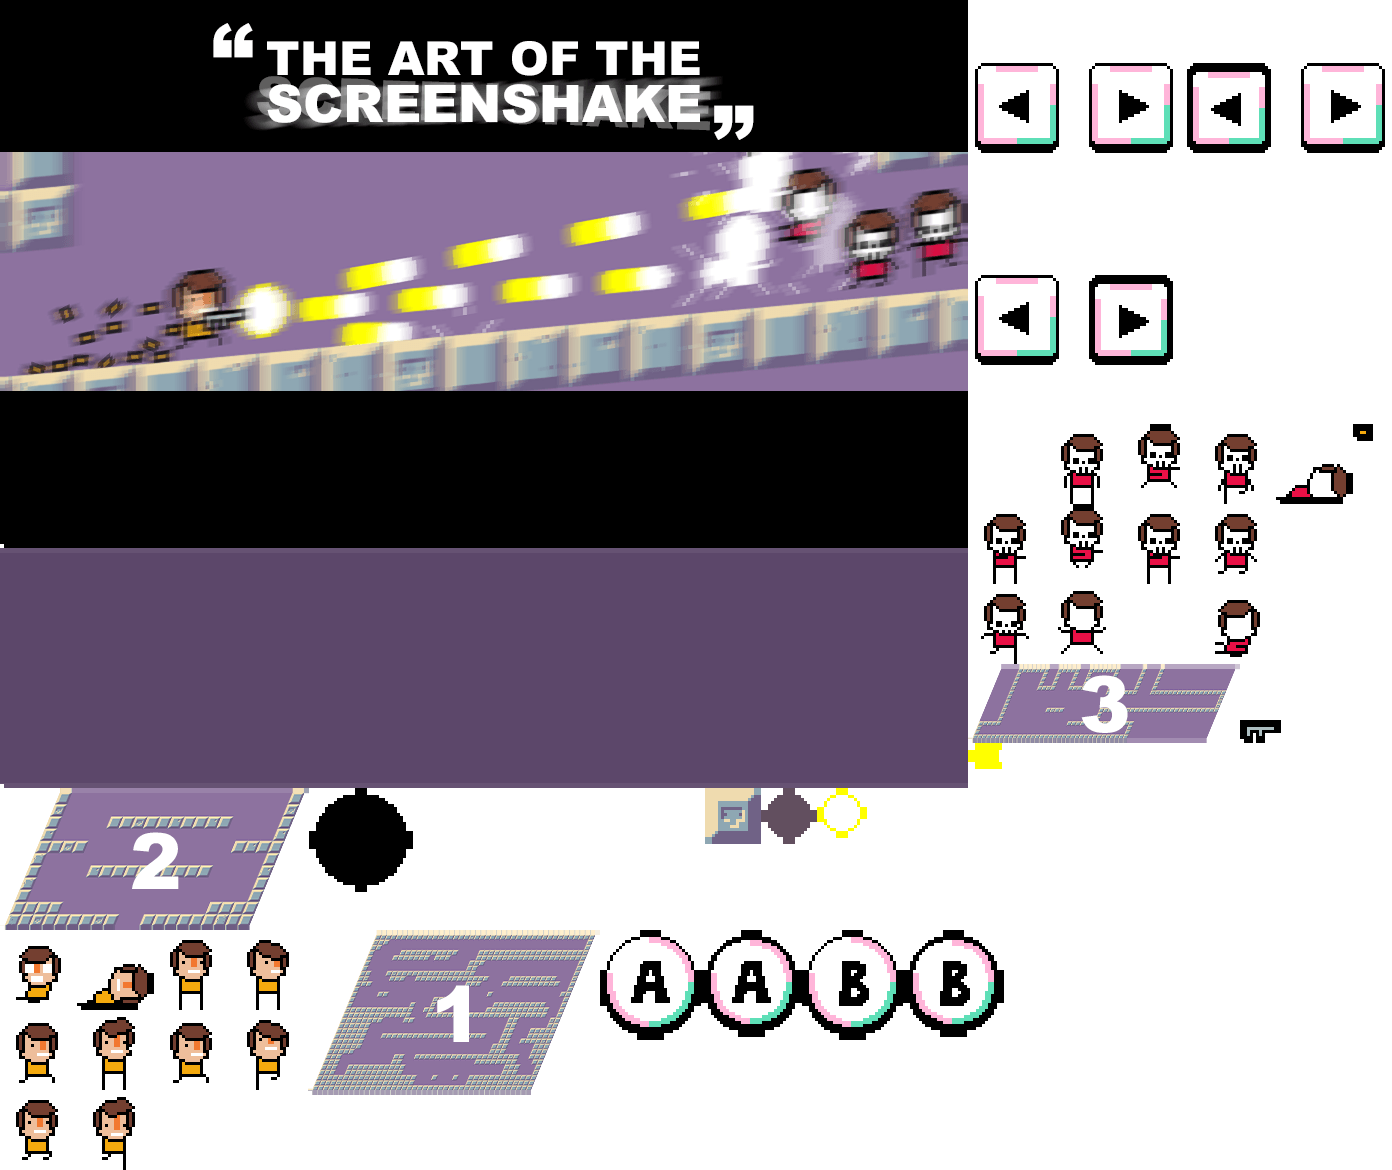 “ THE ART OF THE
SCREENSHAKE ”
3
2
1
A A B B